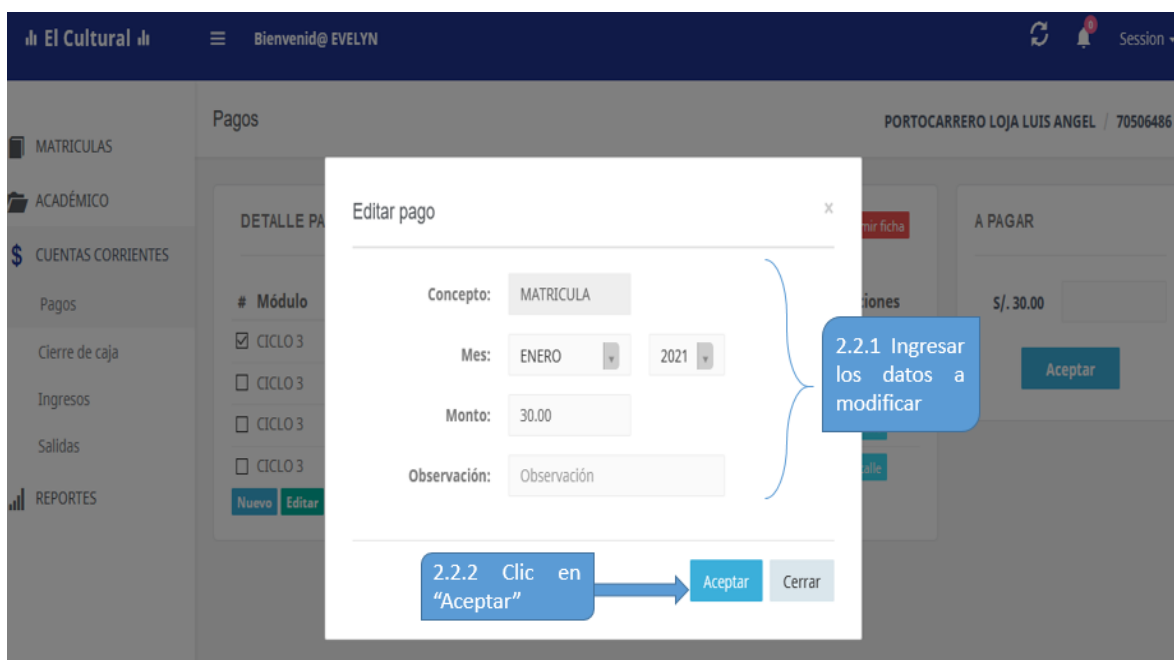 El Cultural
Bienvenid@ EVELYN
0
Session
Pagos
PORTOCARRERO LOJA LUIS ANGEL / 70506486
MATRICULAS
ACADÉMICO
CUENTAS CORRIENTES
Pagos
Cierre de caja
Ingresos
Salidas
REPORTES
DETALLE PA
mir ficha
# Módulo
ciones
CICLO 3
CICLO 3
CICLO 3
CICLO 3
alle
Nuevo Editar
Editar pago
x
Concepto: MATRICULA
Mes: ENERO 2021
Monto: 30.00
Observación: Observación
2.2.1 Ingresar
los datos a
modificar
2.2.2 Clic en
“Aceptar”
Aceptar Cerrar
A PAGAR
S/. 30.00
Aceptar